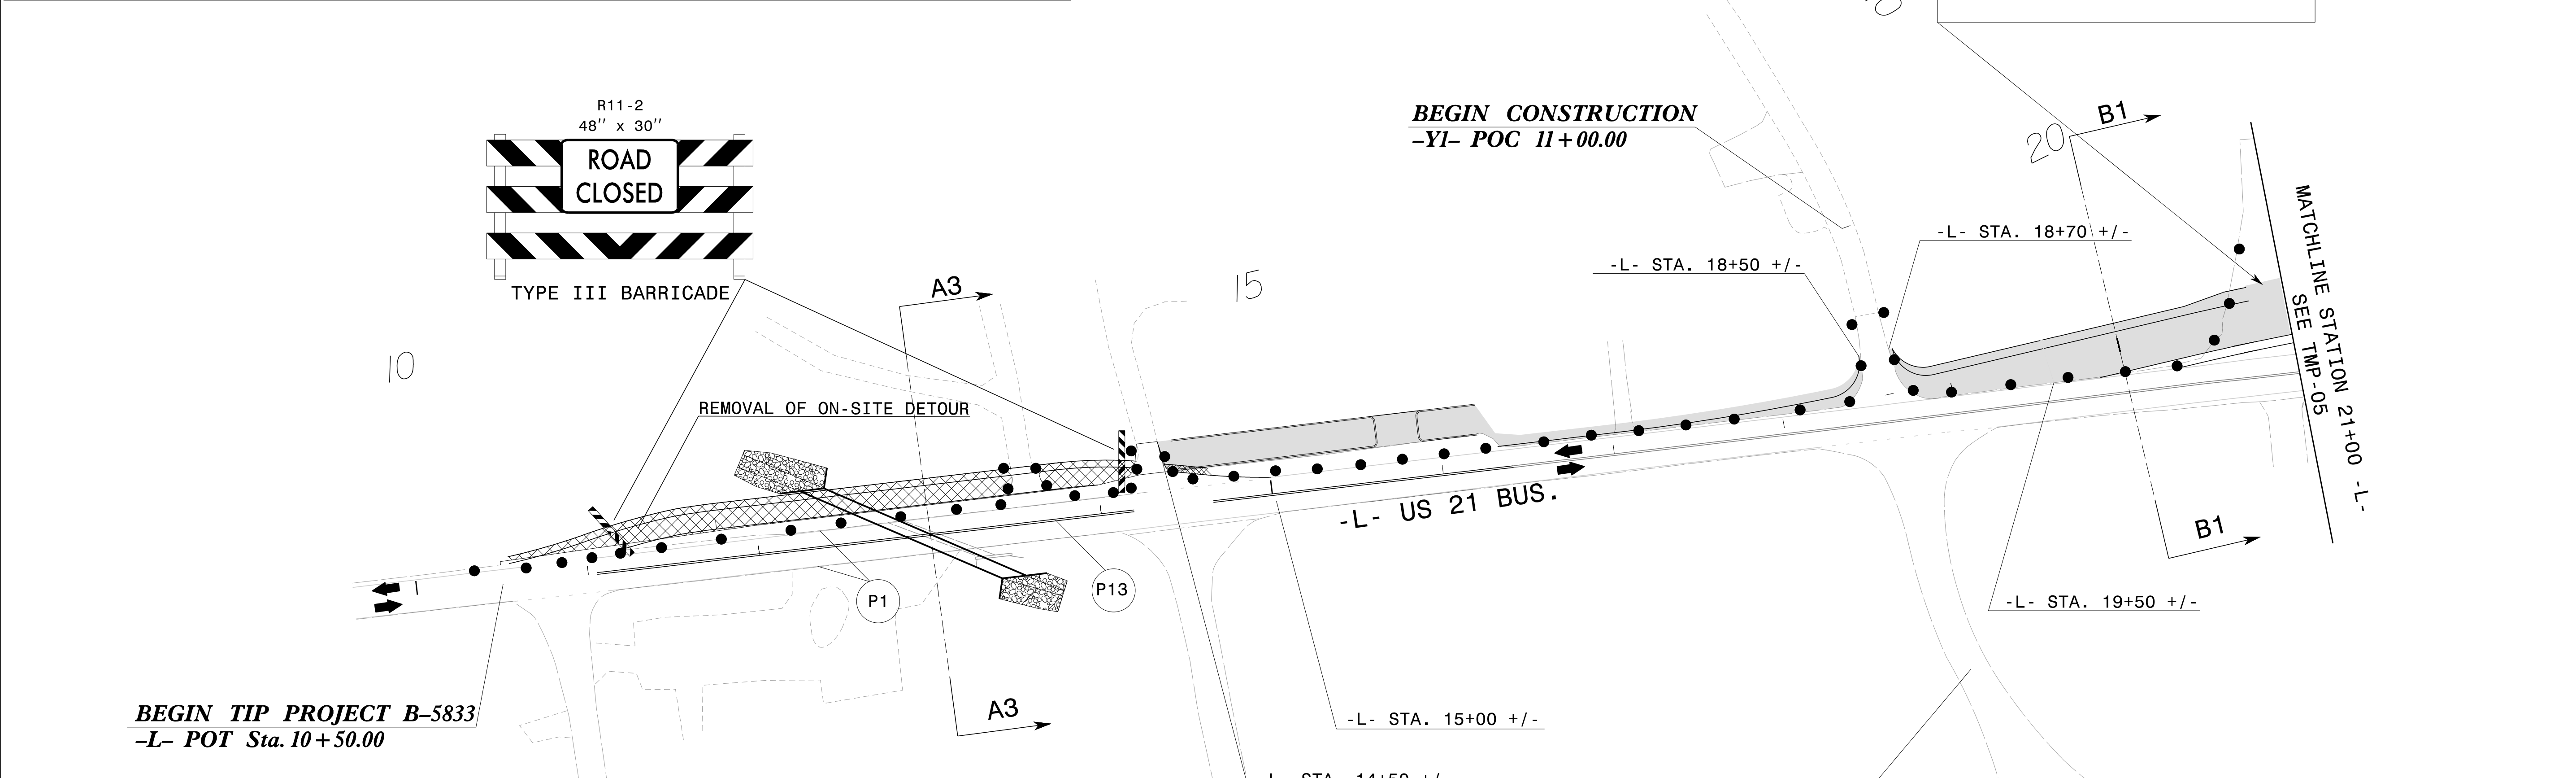 R11-2
48" x 30"
ROAD
CLOSED
TYPE III BARRICADE
BEGIN CONSTRUCTION
-Y1- POC 11+00.00
B1
20
-L- STA. 18+70 +/-
-L- STA. 18+50 +/-
MATCHLINE STATION 21+00 -L-
SEE TMP-05
A3
15
10
REMOVAL OF ON-SITE DETOUR
-L- US 21 BUS.
B1
P1
P13
-L- STA. 19+50 +/-
BEGIN TIP PROJECT B-5833
-L- POT Sta. 10+50.00
A3
-L- STA. 15+00 +/-
-L- STA. 14+50 +/-